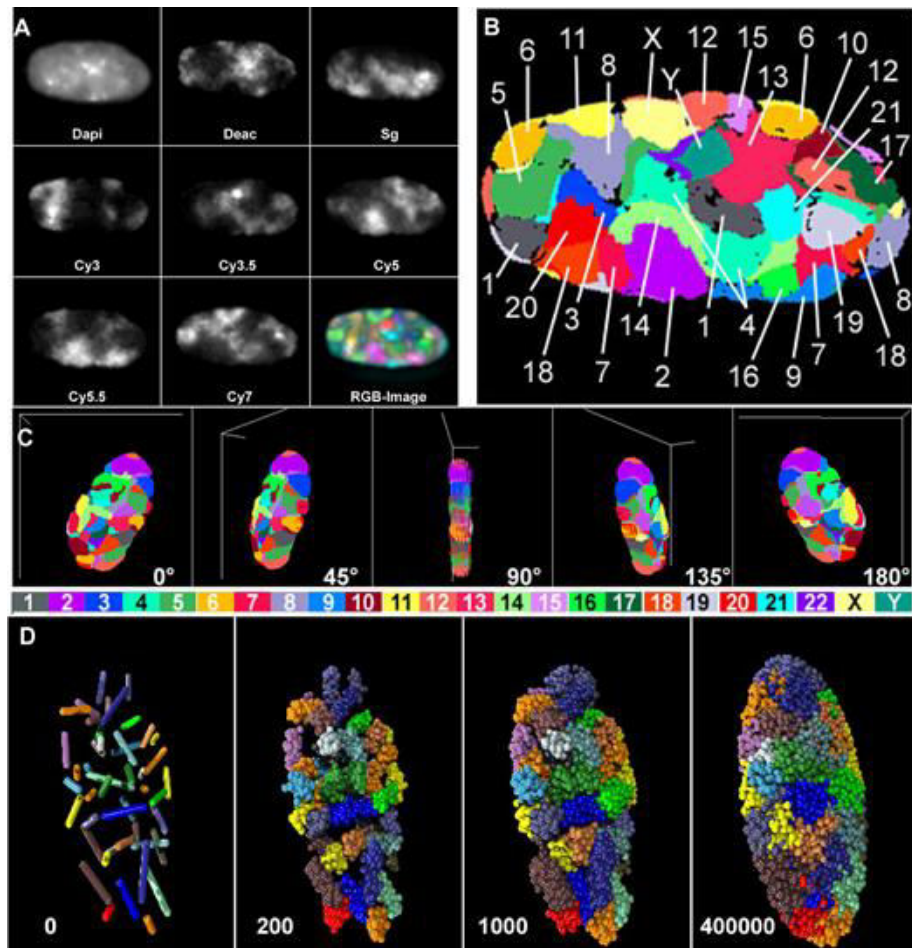 A
Dapi Deac Sg
Cy3 Cy3.5 Cy5
Cy5.5 Cy7 RGB-Image
B
6 11 8 X Y 12 15 13 6 10 12 21 17
5
1 20 18 3 7 14 2 1 4 16 9 7 19 18 8
C
0° 45° 90° 135° 180°
1 2 3 4 5 6 7 8 9 10 11 12 13 14 15 16 17 18 19 20 21 22 X Y
D
0 200 1000 400000